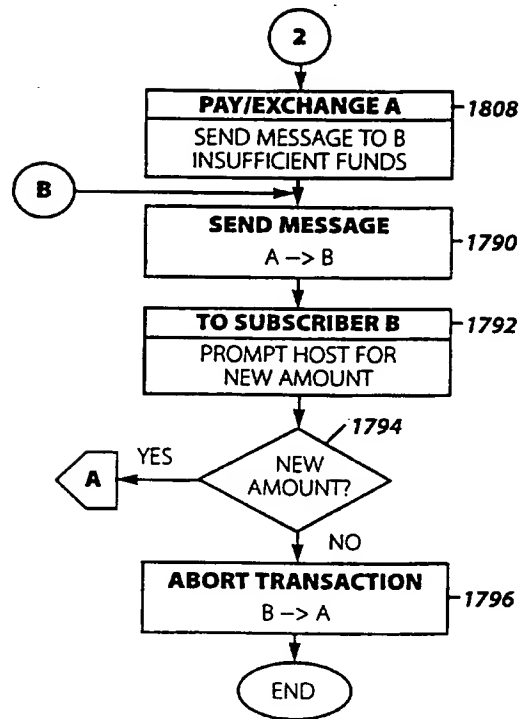 2
PAY/EXCHANGE A
1808
SEND MESSAGE TO B
INSUFFICIENT FUNDS
B
SEND MESSAGE
1790
A –> B
TO SUBSCRIBER B
1792
PROMPT HOST FOR
NEW AMOUNT
1794
A
YES
NEW
AMOUNT?
NO
ABORT TRANSACTION
1796
B –> A
END